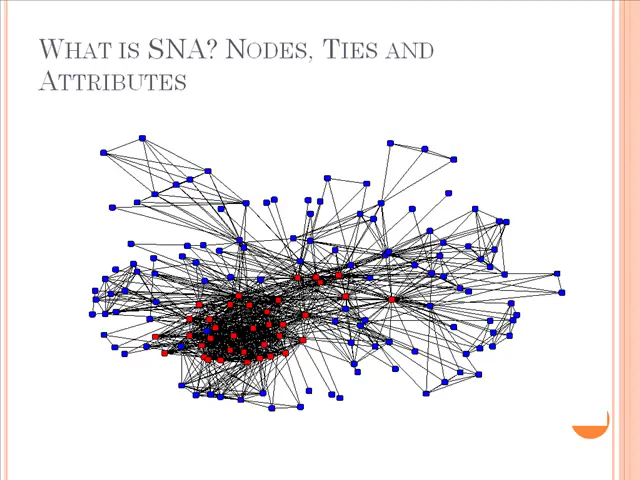 WHAT IS SNA? NODES, TIES AND
ATTRIBUTES